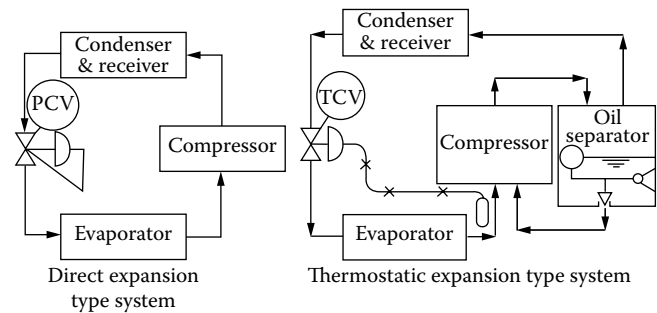 Condenser
& receiver
PCV
Compressor
Evaporator
Direct expansion
type system
Condenser
& receiver
TCV
Compressor
Oil
separator
Evaporator
Thermostatic expansion type system